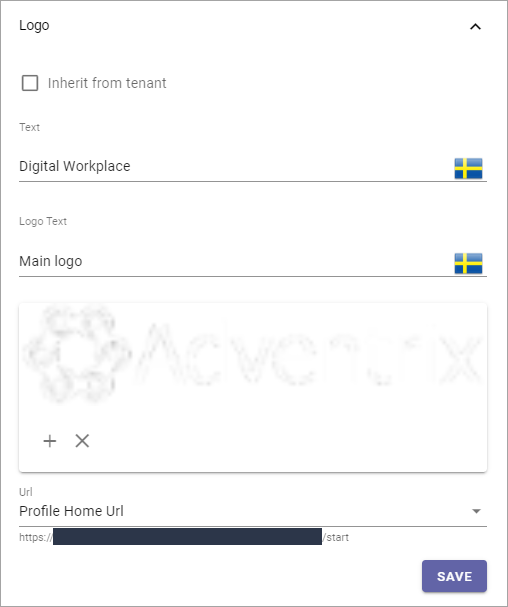 Logo
Inherit from tenant
Text
Digital Workplace
Logo Text
Main logo
Adventrix
Url
Profile Home Url
https:// /start
SAVE